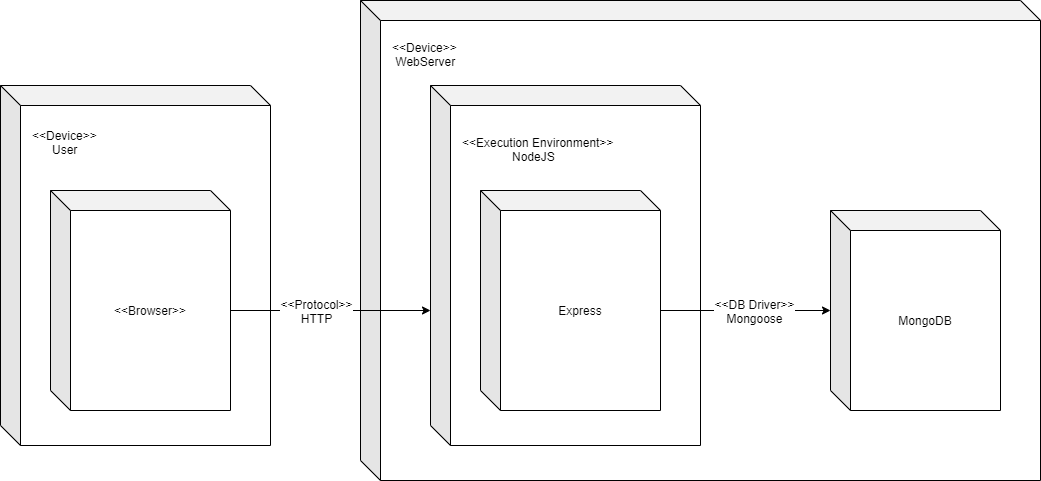 <<Device>>
WebServer
<<Device>>
User
<<Execution Environment>>
NodeJS
<<Browser>>
<<Protocol>>
HTTP
Express
<<DB Driver>>
Mongoose
MongoDB